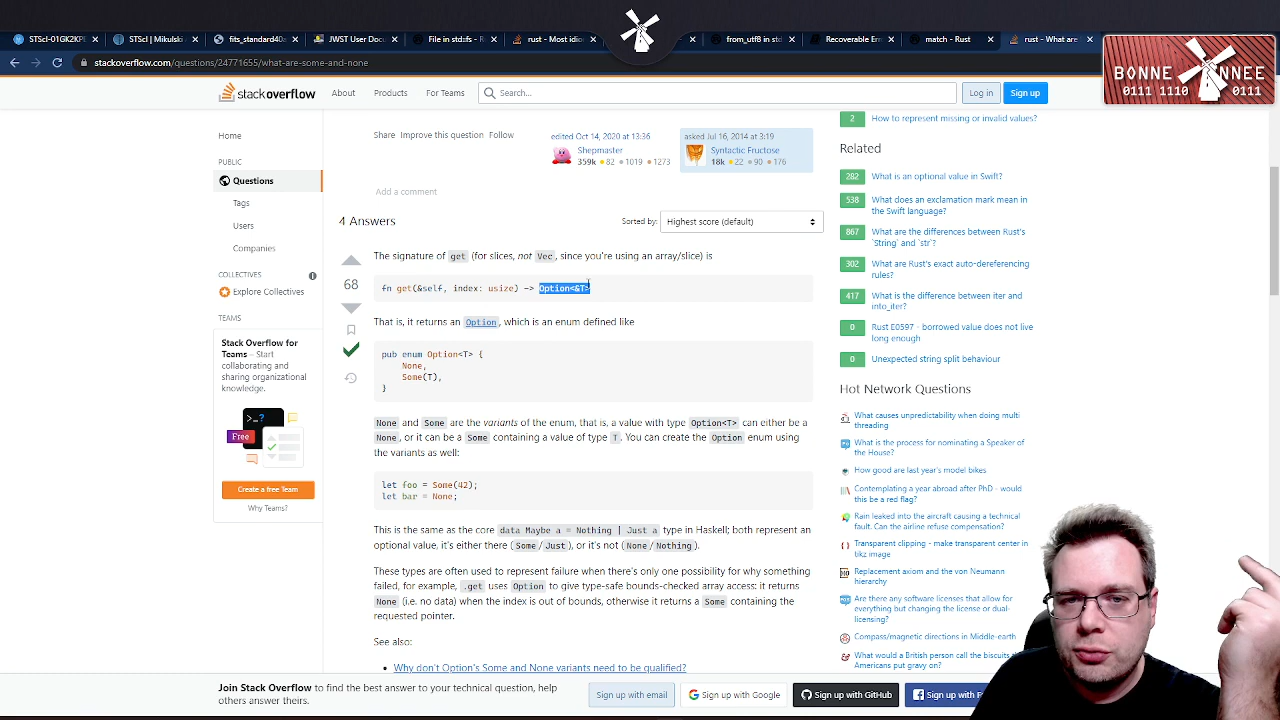 STScI-01GK2KPE
STScI | Mikulski
fits_standard40a
JWST User Docu
File in std::fs - R
rust - Most idiom
from_utf8 in std:
Recoverable Err
match - Rust
rust - What are
stackoverflow.com/questions/24771655/what-are-some-and-none
BONNE ANNEE
0111 1110 0111
stackoverflow
About
Products
For Teams
Search...
Log in
Sign up
Home
PUBLIC
Questions
Tags
Users
Companies
COLLECTIVES
Explore Collectives
TEAMS
Stack Overflow for
Teams – Start
collaborating and
sharing organizational
knowledge.
Free
Create a free Team
Why Teams?
Share Improve this question Follow
edited Oct 14, 2020 at 13:36
Shepmaster
359k 82 1019 1273
asked Jul 16, 2014 at 3:19
Syntactic Fructose
18k 22 90 176
Add a comment
4 Answers
Sorted by:
Highest score (default)
68
The signature of get (for slices, not Vec, since you're using an array/slice) is
fn get(&self, index: usize) -> Option<&T>
That is, it returns an Option, which is an enum defined like
pub enum Option<T> {
None,
Some(T),
}
None and Some are the variants of the enum, that is, a value with type Option<T> can either be a
None, or it can be a Some containing a value of type T. You can create the Option enum using
the variants as well:
let foo = Some(42);
let bar = None;
This is the same as the core data Maybe a = Nothing | Just a type in Haskell; both represent an
optional value, it's either there (Some/Just), or it's not (None/Nothing).
These types are often used to represent failure when there's only one possibility for why something
failed, for example, .get uses Option to give type-safe bounds-checked array access: it returns
None (i.e. no data) when the index is out of bounds, otherwise it returns a Some containing the
requested pointer.
See also:
Why don't Option's Some and None variants need to be qualified?
2 How to represent missing or invalid values?
Related
282 What is an optional value in Swift?
538 What does an exclamation mark mean in
the Swift language?
867 What are the differences between Rust's
`String` and `str`?
302 What are Rust's exact auto-dereferencing
rules?
417 What is the difference between iter and
into_iter?
0 Rust E0597 - borrowed value does not live
long enough
0 Unexpected string split behaviour
Hot Network Questions
What causes unpredictability when doing multi
threading
What is the process for nominating a Speaker of
the House?
How good are last year's model bikes
Contemplating a year abroad after PhD - would
this be a red flag?
Rain leaked into the aircraft causing a technical
fault. Can the airline refuse compensation?
Transparent clipping - make transparent center in
tikz image
Replacement axiom and the von Neumann
hierarchy
Are there any software licenses that allow for
everything but changing the license or dual-
licensing?
Compass/magnetic directions in Middle-earth
What would a British person call the biscuits
Americans put gravy on?
Join Stack Overflow to find the best answer to your technical question, help
others answer theirs.
Sign up with email
Sign up with Google
Sign up with GitHub
Sign up with